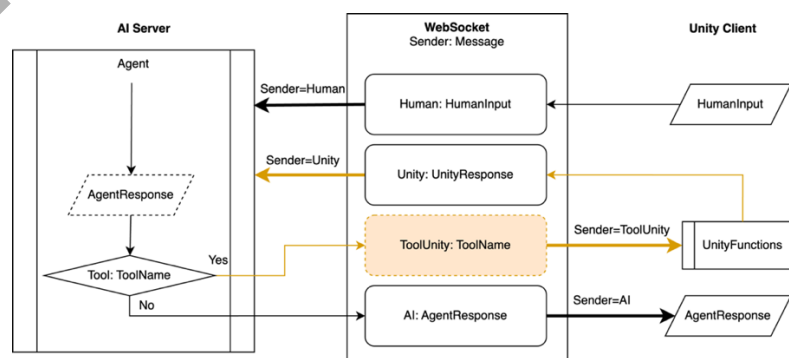 AI Server
WebSocket
Sender: Message
Unity Client
Agent
Sender=Human
Human: HumanInput
HumanInput
Sender=Unity
Unity: UnityResponse
AgentResponse
ToolUnity: ToolName
Sender=ToolUnity
UnityFunctions
Tool: ToolName
Yes
No
AI: AgentResponse
Sender=AI
AgentResponse